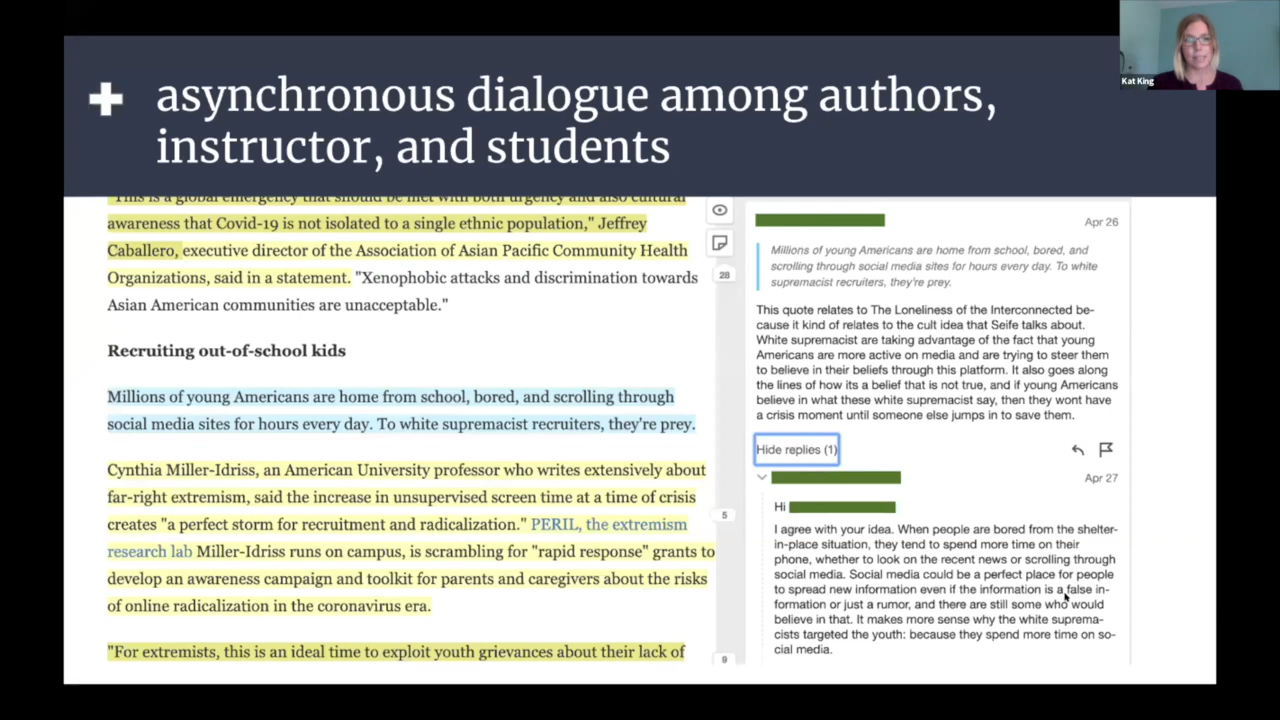 Kat King
+ asynchronous dialogue among authors,
instructor, and students
"This is a global emergency that should be met with both urgency and also cultural
awareness that Covid-19 is not isolated to a single ethnic population," Jeffrey
Caballero, executive director of the Association of Asian Pacific Community Health
Organizations, said in a statement. "Xenophobic attacks and discrimination towards
Asian American communities are unacceptable."
Recruiting out-of-school kids
Millions of young Americans are home from school, bored, and scrolling through
social media sites for hours every day. To white supremacist recruiters, they're prey.
Cynthia Miller-Idriss, an American University professor who writes extensively about
far-right extremism, said the increase in unsupervised screen time at a time of crisis
creates "a perfect storm for recruitment and radicalization." PERIL, the extremism
research lab Miller-Idriss runs on campus, is scrambling for "rapid response" grants to
develop an awareness campaign and toolkit for parents and caregivers about the risks
of online radicalization in the coronavirus era.
"For extremists, this is an ideal time to exploit youth grievances about their lack of
28
5
9
Apr 26
Millions of young Americans are home from school, bored, and
scrolling through social media sites for hours every day. To white
supremacist recruiters, they're prey.
This quote relates to The Loneliness of the Interconnected be-
cause it kind of relates to the cult idea that Seife talks about.
White supremacist are taking advantage of the fact that young
Americans are more active on media and are trying to steer them
to believe in their beliefs through this platform. It also goes along
the lines of how its a belief that is not true, and if young Americans
believe in what these white supremacist say, then they wont have
a crisis moment until someone else jumps in to save them.
Hide replies (1)
Apr 27
Hi
I agree with your idea. When people are bored from the shelter-
in-place situation, they tend to spend more time on their
phone, whether to look on the recent news or scrolling through
social media. Social media could be a perfect place for people
to spread new information even if the information is a false in-
formation or just a rumor, and there are still some who would
believe in that. It makes more sense why the white suprema-
cists targeted the youth: because they spend more time on so-
cial media.